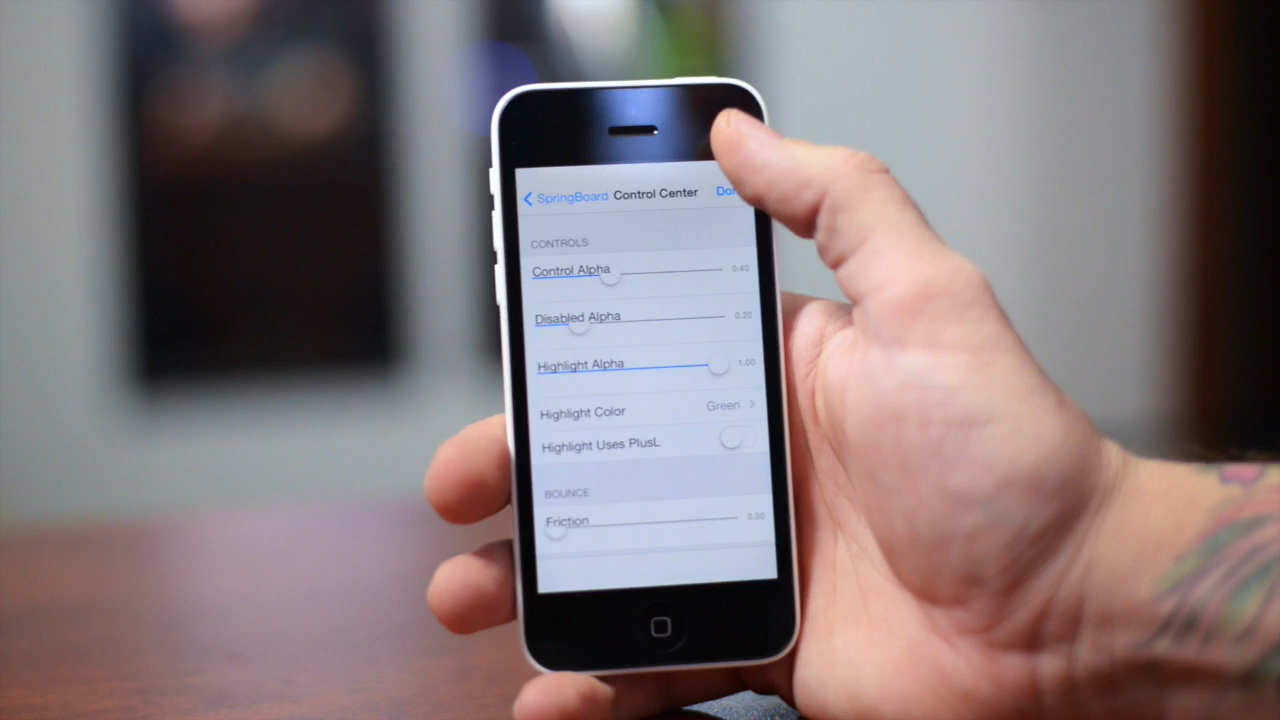 SpringBoard Control Center
CONTROLS
Control Alpha 0.40
Disabled Alpha 0.20
Highlight Alpha 1.00
Highlight Color Green
Highlight Uses PlusL
BOUNCE
Friction 0.00